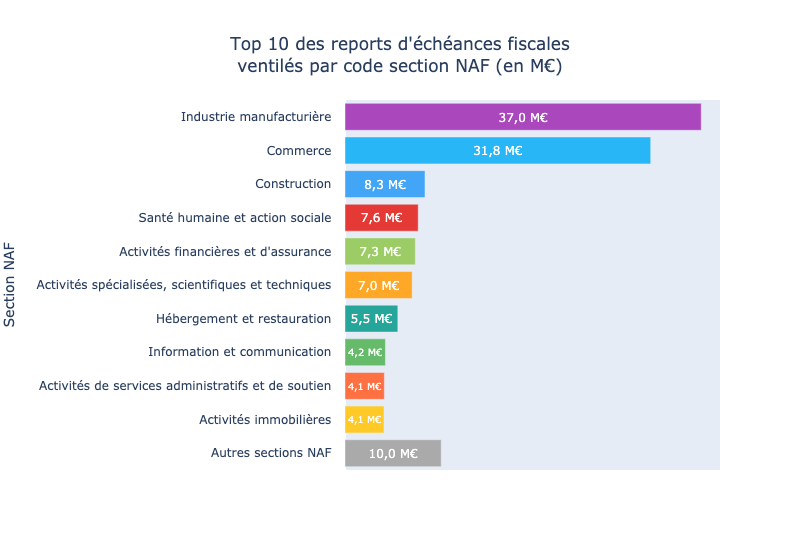 Top 10 des reports d'échéances fiscales
ventilés par code section NAF (en M€)
Section NAF
Industrie manufacturière 37,0 M€
Commerce 31,8 M€
Construction 8,3 M€
Santé humaine et action sociale 7,6 M€
Activités financières et d'assurance 7,3 M€
Activités spécialisées, scientifiques et techniques 7,0 M€
Hébergement et restauration 5,5 M€
Information et communication 4,2 M€
Activités de services administratifs et de soutien 4,1 M€
Activités immobilières 4,1 M€
Autres sections NAF 10,0 M€